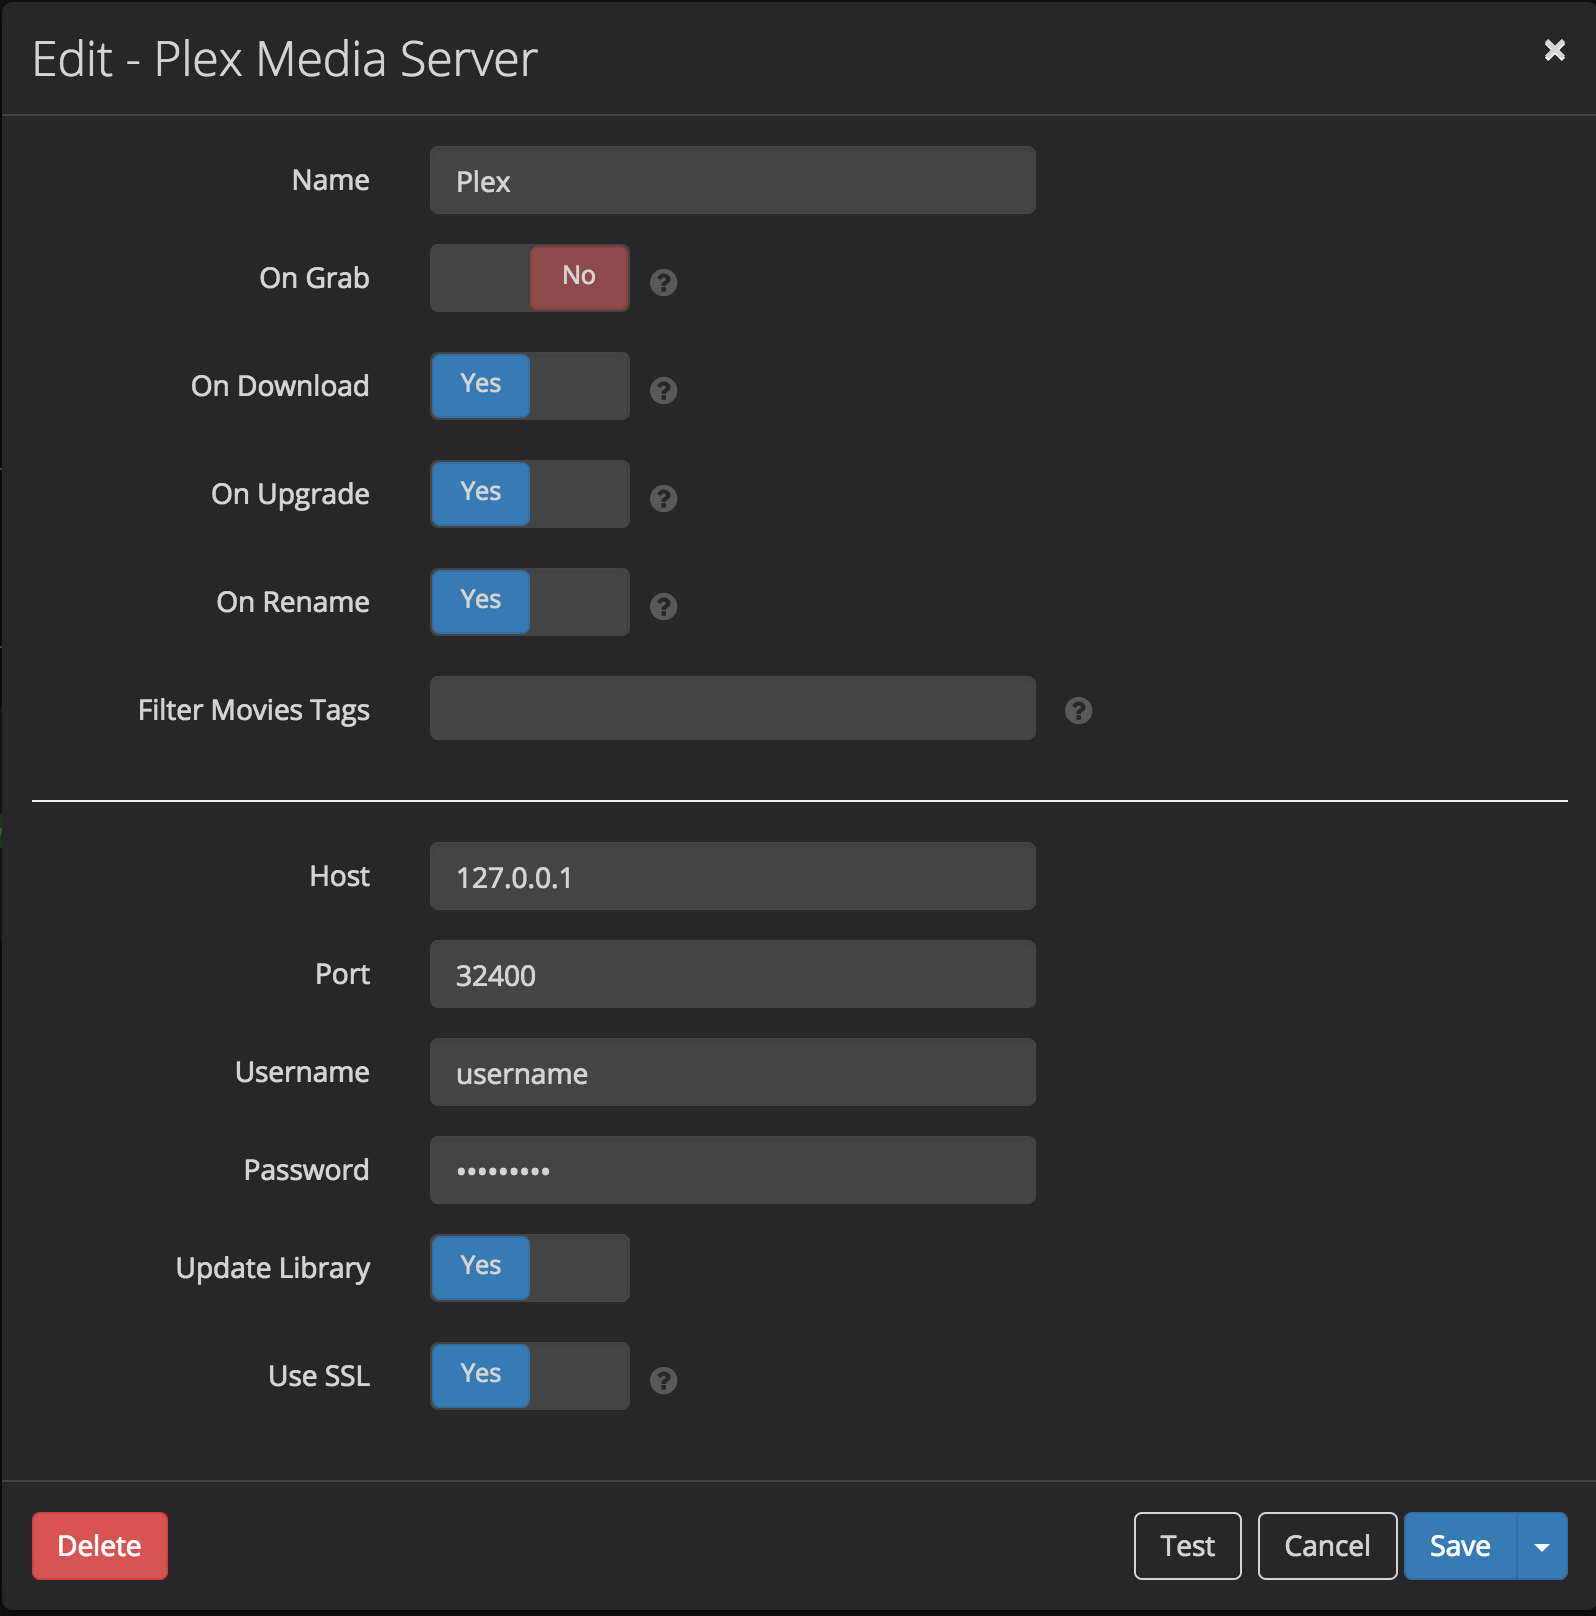 Edit - Plex Media Server
Name Plex
On Grab No
On Download Yes
On Upgrade Yes
On Rename Yes
Filter Movies Tags
Host 127.0.0.1
Port 32400
Username username
Password •••••••••
Update Library Yes
Use SSL Yes
Delete Test Cancel Save